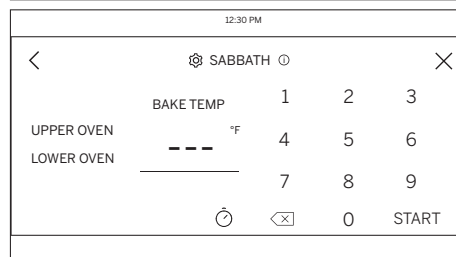 12:30 PM
SABBATH
BAKE TEMP
1 2 3
UPPER OVEN
LOWER OVEN
--- °F
4 5 6
7 8 9
0 START